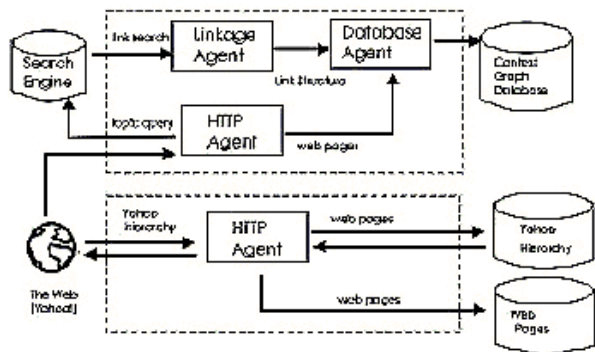 link search
Linkage
Agent
Database
Agent
Search
Engine
Context
Graph
Database
Link literature
topic query
HTTP
Agent
web pages
Yahoo
hierarchy
HTTP
Agent
web pages
Yahoo
Hierarchy
The Web
(Yahoo!)
web pages
WEB
Pages